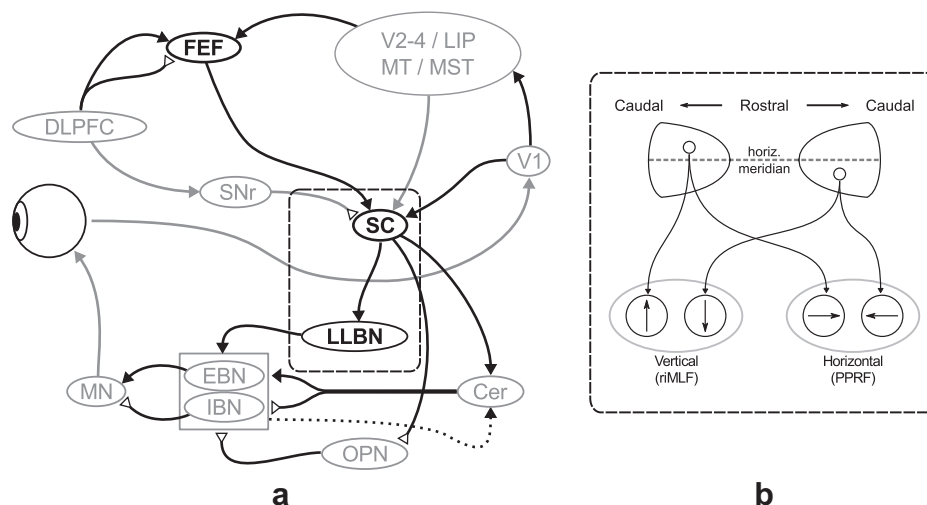 V2-4 / LIP
MT / MST
FEF
DLPFC
V1
SNr
SC
LLBN
EBN
IBN
MN
Cer
OPN
a
Caudal Rostral Caudal
horiz.
meridian
Vertical
(riMLF)
Horizontal
(PPRF)
b